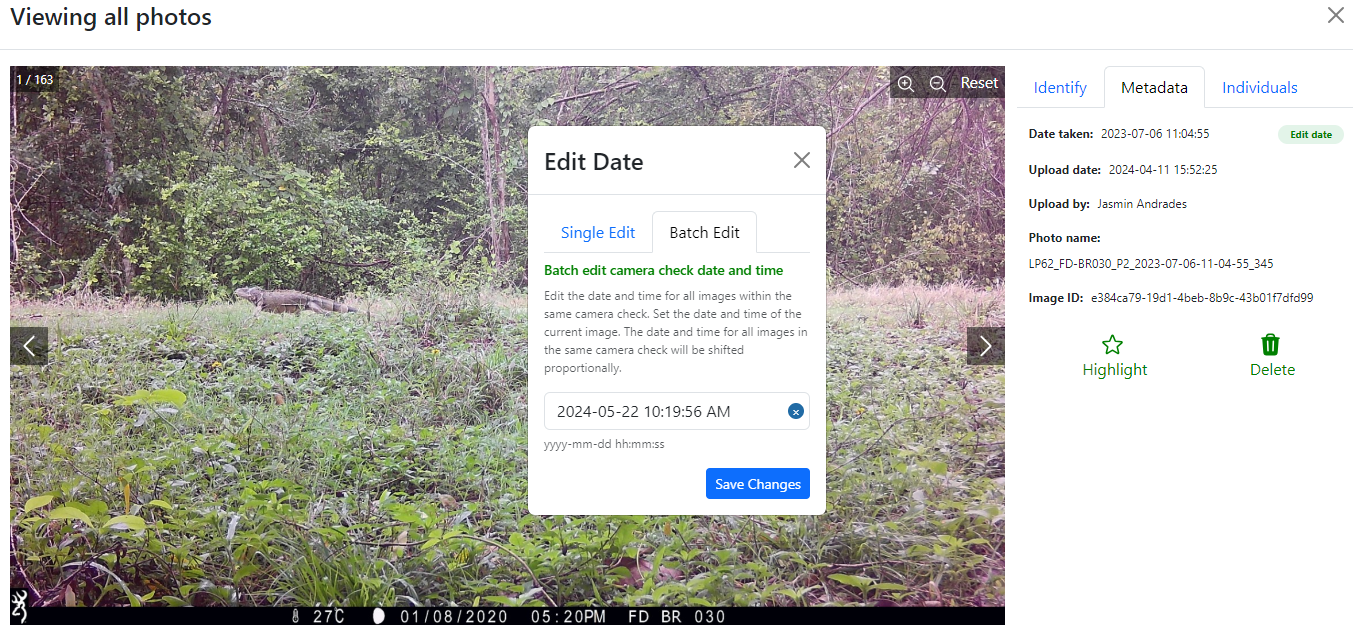 Viewing all photos
1 / 163
Reset
Identify
Metadata
Individuals
Date taken: 2023-07-06 11:04:55
Edit date
Upload date: 2024-04-11 15:52:25
Upload by: Jasmin Andrades
Photo name:
LP62_FD-BR030_P2_2023-07-06-11-04-55_345
Image ID: e384ca79-19d1-4beb-8b9c-43b01f7dfd99
Highlight
Delete
Edit Date
Single Edit
Batch Edit
Batch edit camera check date and time
Edit the date and time for all images within the
same camera check. Set the date and time of the
current image. The date and time for all images in
the same camera check will be shifted
proportionally.
2024-05-22 10:19:56 AM
yyyy-mm-dd hh:mm:ss
Save Changes
27C 01/08/2020 05:20PM FD BR 030